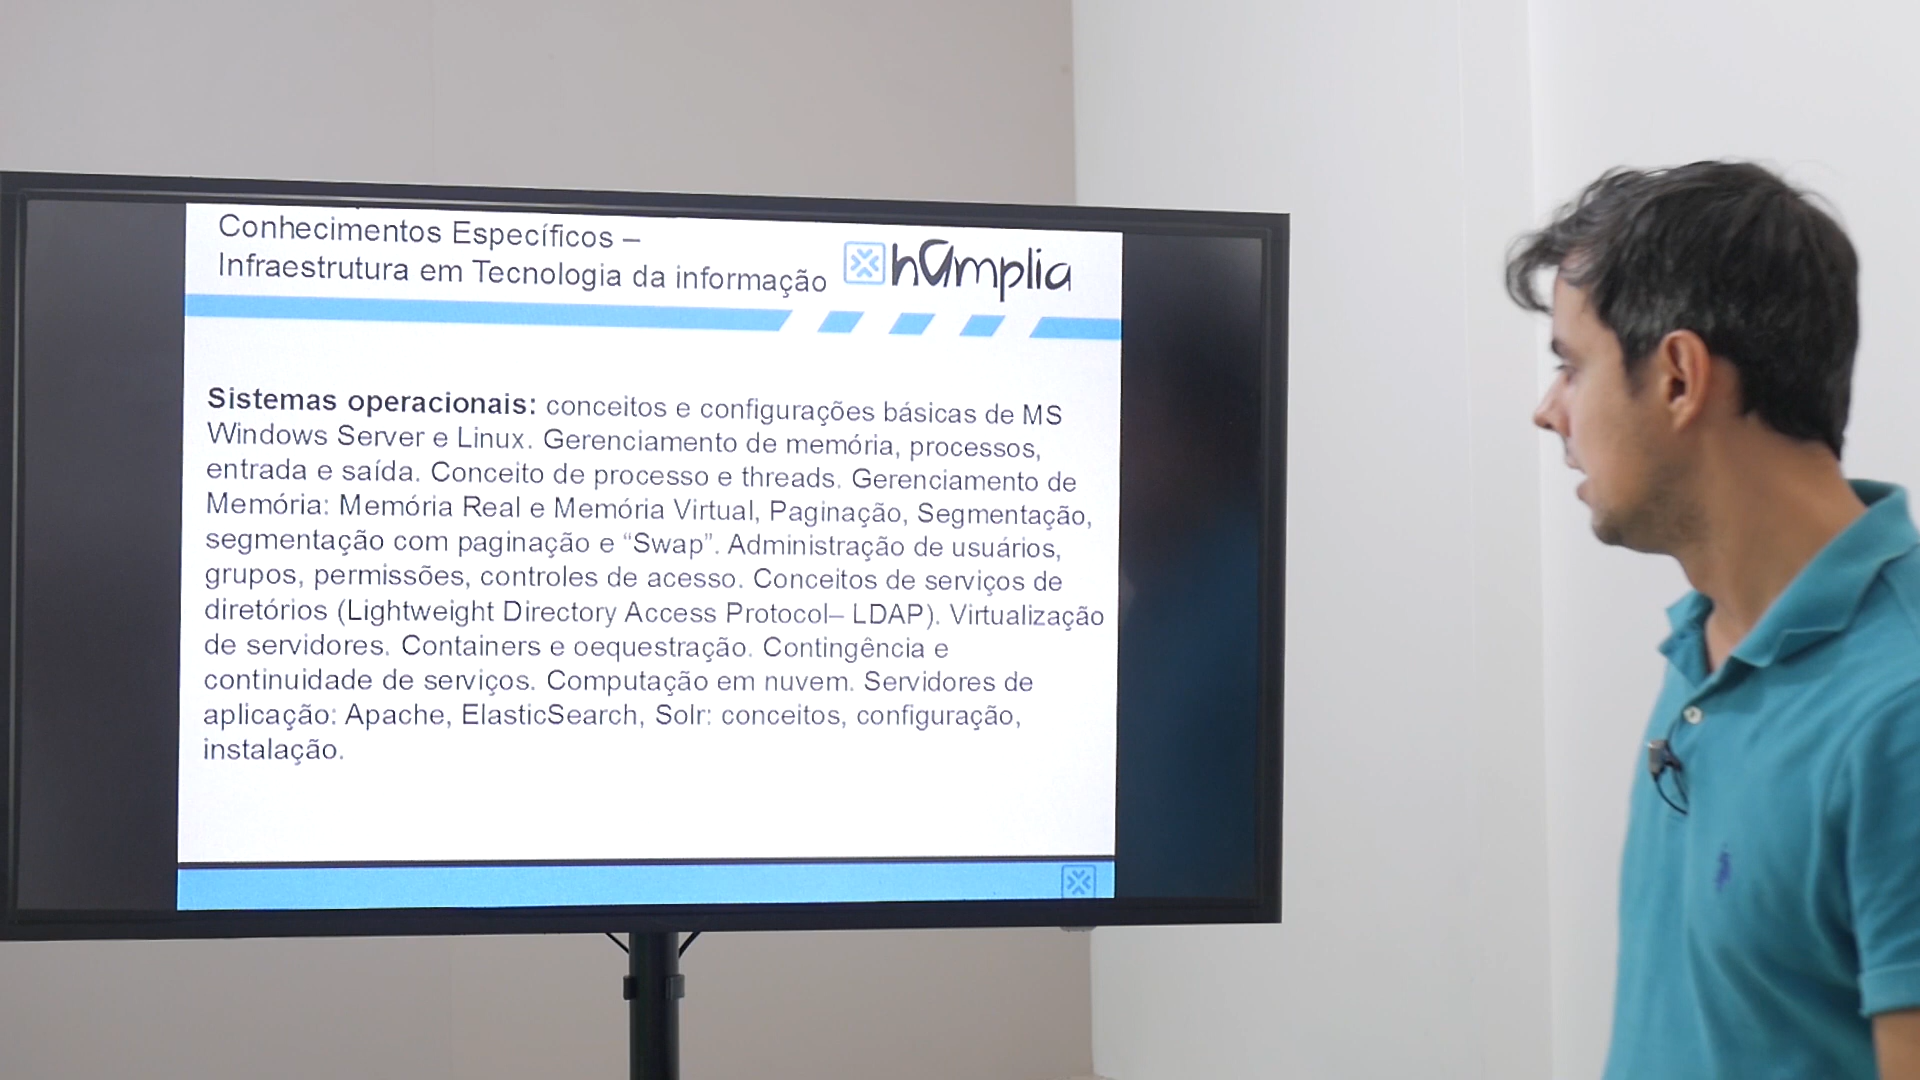 Conhecimentos Específicos –
Infraestrutura em Tecnologia da informação
hamplia
Sistemas operacionais: conceitos e configurações básicas de MS
Windows Server e Linux. Gerenciamento de memória, processos,
entrada e saída. Conceito de processo e threads. Gerenciamento de
Memória: Memória Real e Memória Virtual, Paginação, Segmentação,
segmentação com paginação e “Swap”. Administração de usuários,
grupos, permissões, controles de acesso. Conceitos de serviços de
diretórios (Lightweight Directory Access Protocol– LDAP). Virtualização
de servidores. Containers e oequestração. Contingência e
continuidade de serviços. Computação em nuvem. Servidores de
aplicação: Apache, ElasticSearch, Solr: conceitos, configuração,
instalação.